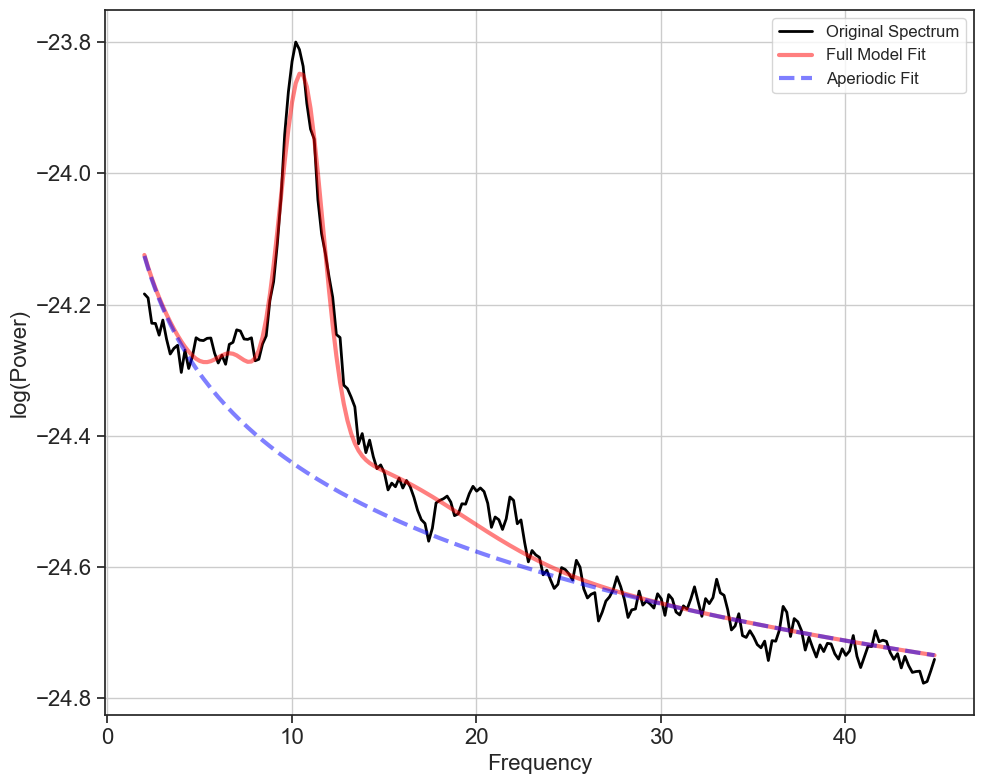 Original Spectrum
Full Model Fit
Aperiodic Fit
log(Power)
−23.8
−24.0
−24.2
−24.4
−24.6
−24.8
0 10 20 30 40
Frequency